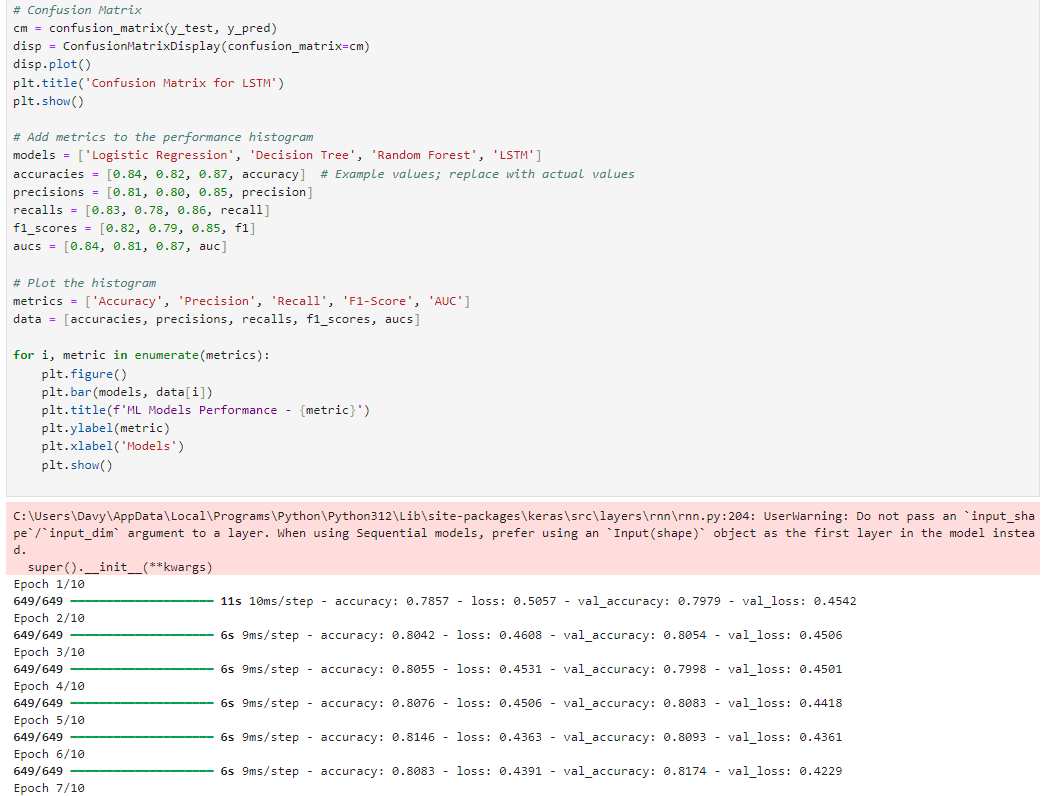 # Confusion Matrix
cm = confusion_matrix(y_test, y_pred)
disp = ConfusionMatrixDisplay(confusion_matrix=cm)
disp.plot()
plt.title('Confusion Matrix for LSTM')
plt.show()
# Add metrics to the performance histogram
models = ['Logistic Regression', 'Decision Tree', 'Random Forest', 'LSTM']
accuracies = [0.84, 0.82, 0.87, accuracy]  # Example values; replace with actual values
precisions = [0.81, 0.80, 0.85, precision]
recalls = [0.83, 0.78, 0.86, recall]
f1_scores = [0.82, 0.79, 0.85, f1]
aucs = [0.84, 0.81, 0.87, auc]
# Plot the histogram
metrics = ['Accuracy', 'Precision', 'Recall', 'F1-Score', 'AUC']
data = [accuracies, precisions, recalls, f1_scores, aucs]
for i, metric in enumerate(metrics):
    plt.figure()
    plt.bar(models, data[i])
    plt.title(f'ML Models Performance - {metric}')
    plt.ylabel(metric)
    plt.xlabel('Models')
    plt.show()
C:\Users\Davy\AppData\Local\Programs\Python\Python312\Lib\site-packages\keras\src\layers\rnn\rnn.py:204: UserWarning: Do not pass an `input_sha
pe`/`input_dim` argument to a layer. When using Sequential models, prefer using an `Input(shape)` object as the first layer in the model instea
d.
  super().__init__(**kwargs)
Epoch 1/10
649/649 11s 10ms/step - accuracy: 0.7857 - loss: 0.5057 - val_accuracy: 0.7979 - val_loss: 0.4542
Epoch 2/10
649/649 6s 9ms/step - accuracy: 0.8042 - loss: 0.4608 - val_accuracy: 0.8054 - val_loss: 0.4506
Epoch 3/10
649/649 6s 9ms/step - accuracy: 0.8055 - loss: 0.4531 - val_accuracy: 0.7998 - val_loss: 0.4501
Epoch 4/10
649/649 6s 9ms/step - accuracy: 0.8076 - loss: 0.4506 - val_accuracy: 0.8083 - val_loss: 0.4418
Epoch 5/10
649/649 6s 9ms/step - accuracy: 0.8146 - loss: 0.4363 - val_accuracy: 0.8093 - val_loss: 0.4361
Epoch 6/10
649/649 6s 9ms/step - accuracy: 0.8083 - loss: 0.4391 - val_accuracy: 0.8174 - val_loss: 0.4229
Epoch 7/10